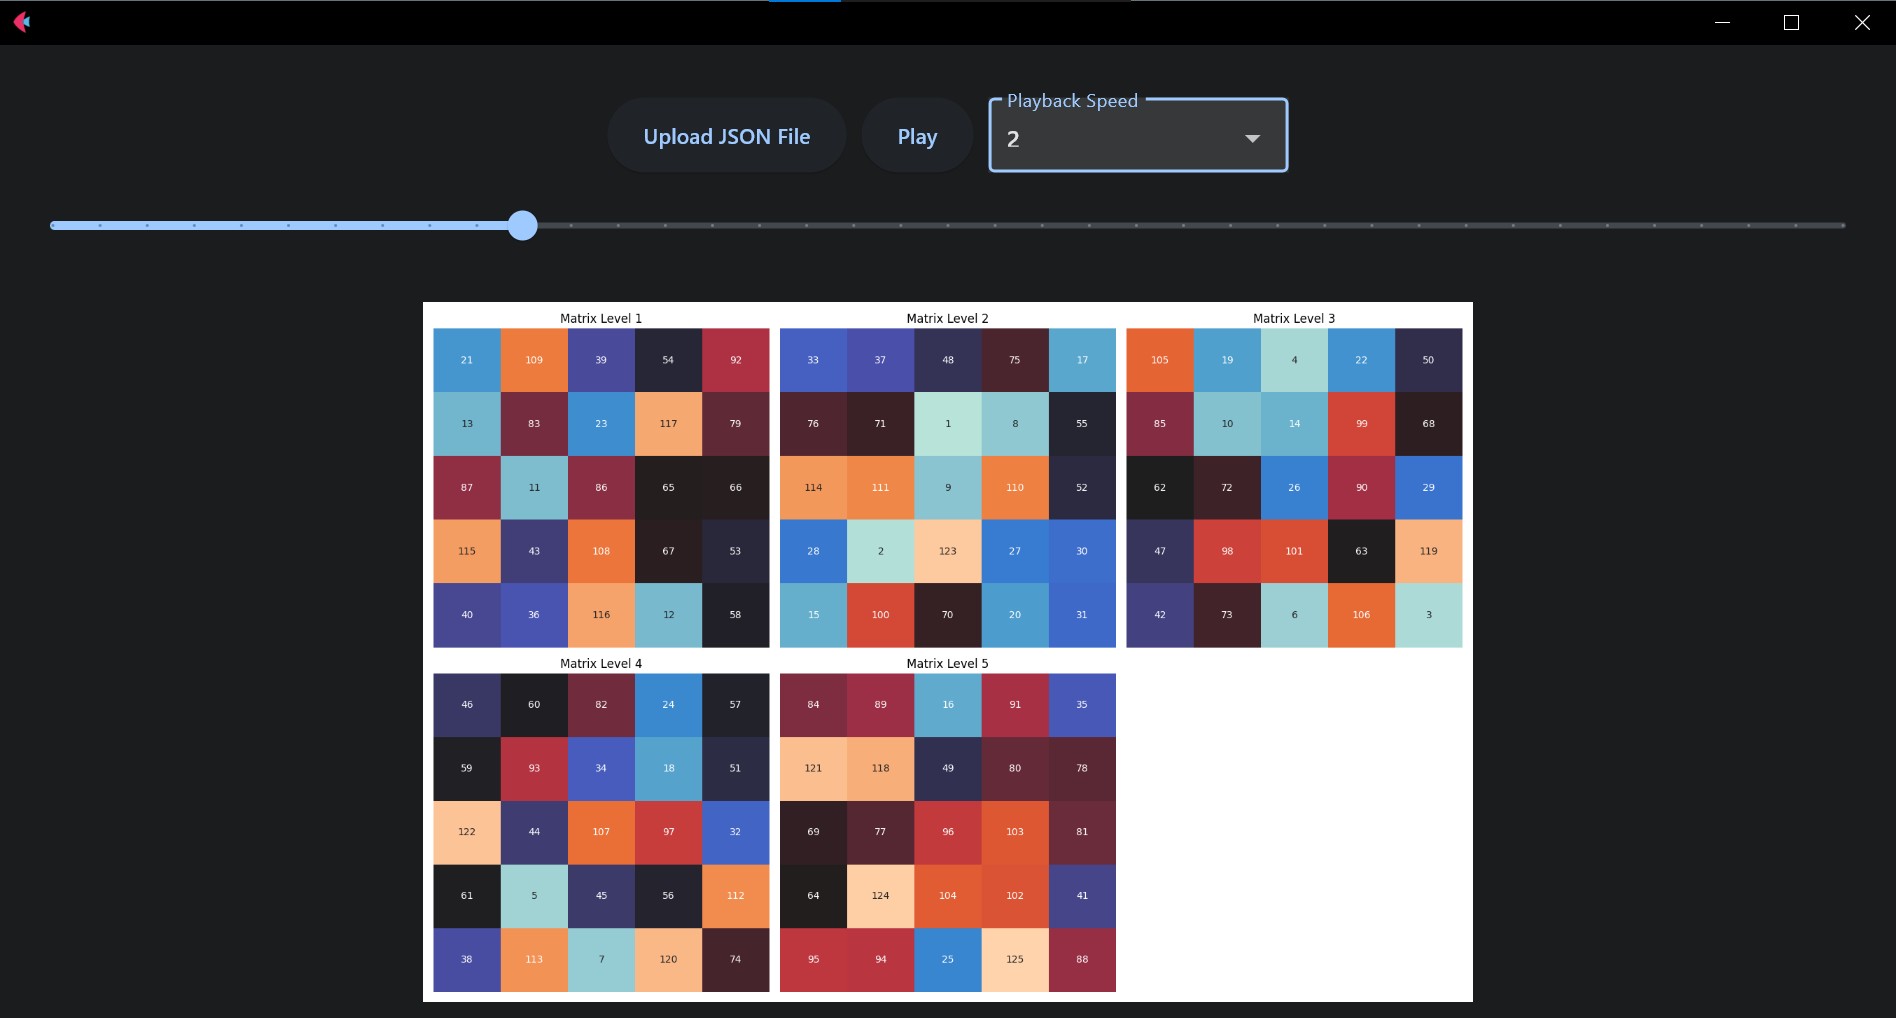 Playback Speed
Upload JSON File Play 2
Matrix Level 1 Matrix Level 2 Matrix Level 3
21 109 39 54 92 33 37 48 75 17 105 19 4 22 50
13 83 23 117 79 76 71 1 8 55 85 10 14 99 68
87 11 86 65 66 114 111 9 110 52 62 72 26 90 29
115 43 108 67 53 28 2 123 27 30 47 98 101 63 119
40 36 116 12 58 15 100 70 20 31 42 73 6 106 3
Matrix Level 4 Matrix Level 5
46 60 82 24 57 84 89 16 91 35
59 93 34 18 51 121 118 49 80 78
122 44 107 97 32 69 77 96 103 81
61 5 45 56 112 64 124 104 102 41
38 113 7 120 74 95 94 25 125 88